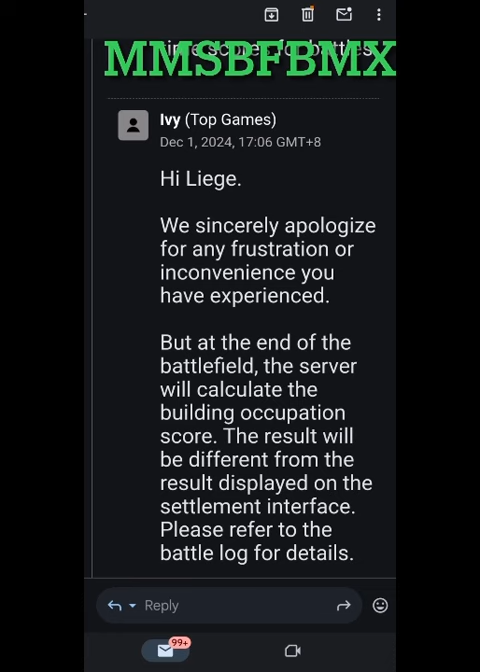 MMSBFBMX
Ivy (Top Games)
Dec 1, 2024, 17:06 GMT+8
Hi Liege.
We sincerely apologize
for any frustration or
inconvenience you
have experienced.
But at the end of the
battlefield, the server
will calculate the
building occupation
score. The result will
be different from the
result displayed on the
settlement interface.
Please refer to the
battle log for details.
Reply
99+